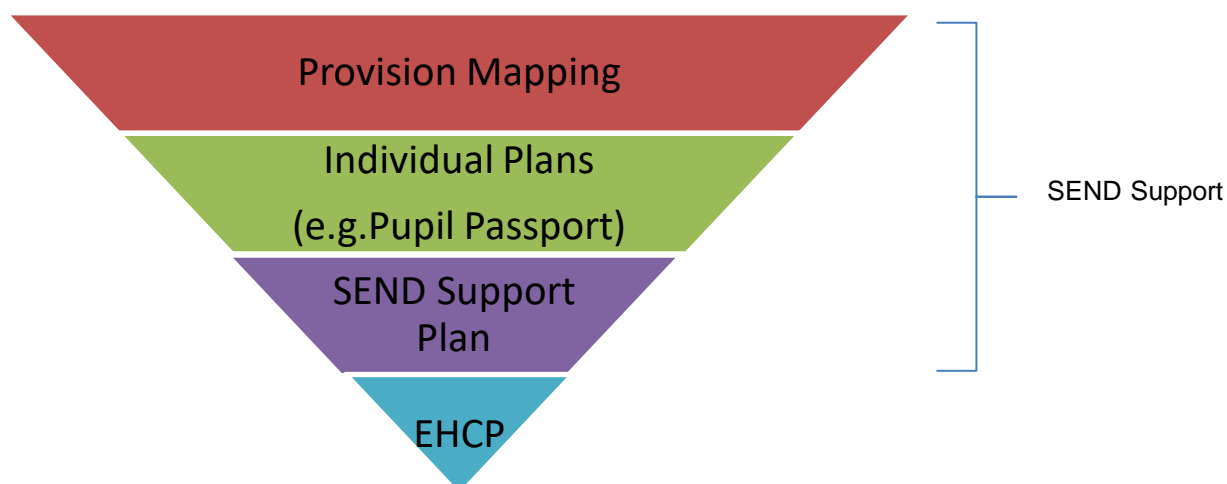 Provision Mapping
Individual Plans
(e.g.Pupil Passport)
SEND Support
SEND Support
Plan
EHCP